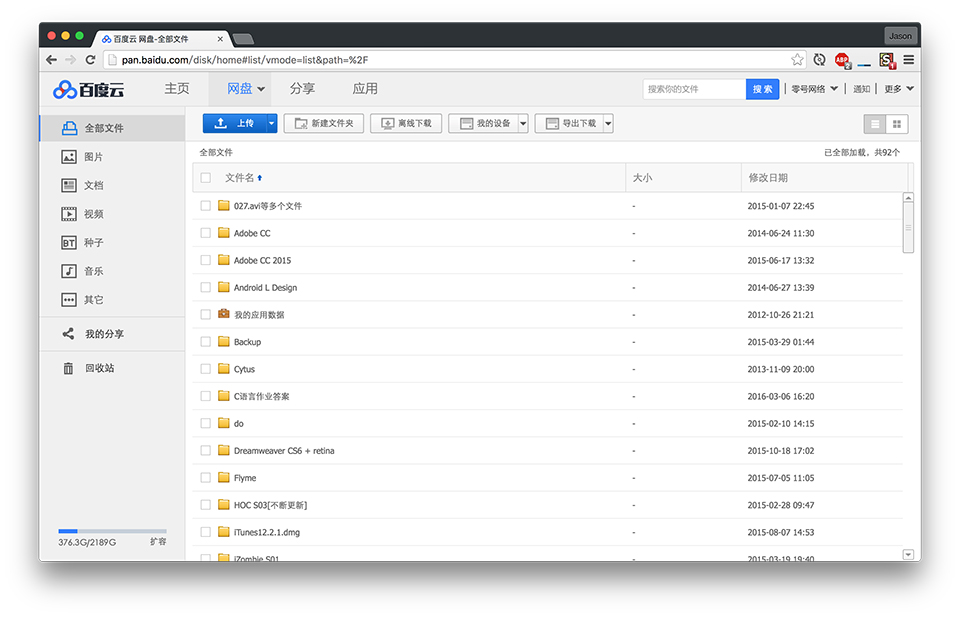 百度云 网盘-全部文件
Jason
pan.baidu.com/disk/home#list/vmode=list&path=%2F
ABP
百度云 主页 网盘 分享 应用 搜索你的文件 搜索 零号网络 通知 更多
全部文件
图片
文档
视频
BT 种子
音乐
其它
我的分享
回收站
376.3G/2189G 扩容
上传 新建文件夹 离线下载 我的设备 导出下载
全部文件 已全部加载，共92个
文件名 大小 修改日期
027.avi等多个文件 - 2015-01-07 22:45
Adobe CC - 2014-06-24 11:30
Adobe CC 2015 - 2015-06-17 13:32
Android L Design - 2014-06-27 13:39
我的应用数据 - 2012-10-26 21:21
Backup - 2015-03-29 01:44
Cytus - 2013-11-09 20:00
C语言作业答案 - 2016-03-06 16:20
do - 2015-02-10 14:15
Dreamweaver CS6 + retina - 2015-10-18 17:02
Flyme - 2015-07-05 11:05
HOC S03[不断更新] - 2015-02-28 09:47
iTunes12.2.1.dmg - 2015-08-07 14:53
iZombie S01 - 2015-03-19 19:40